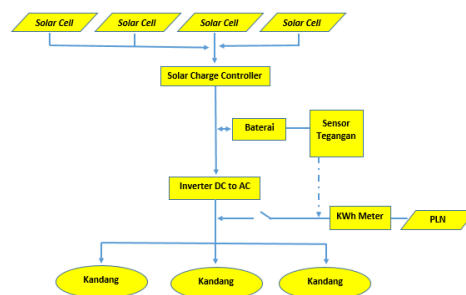 Solar Cell
Solar Cell
Solar Cell
Solar Cell
Solar Charge Controller
Baterai
Sensor
Tegangan
Inverter DC to AC
KWh Meter
PLN
Kandang
Kandang
Kandang